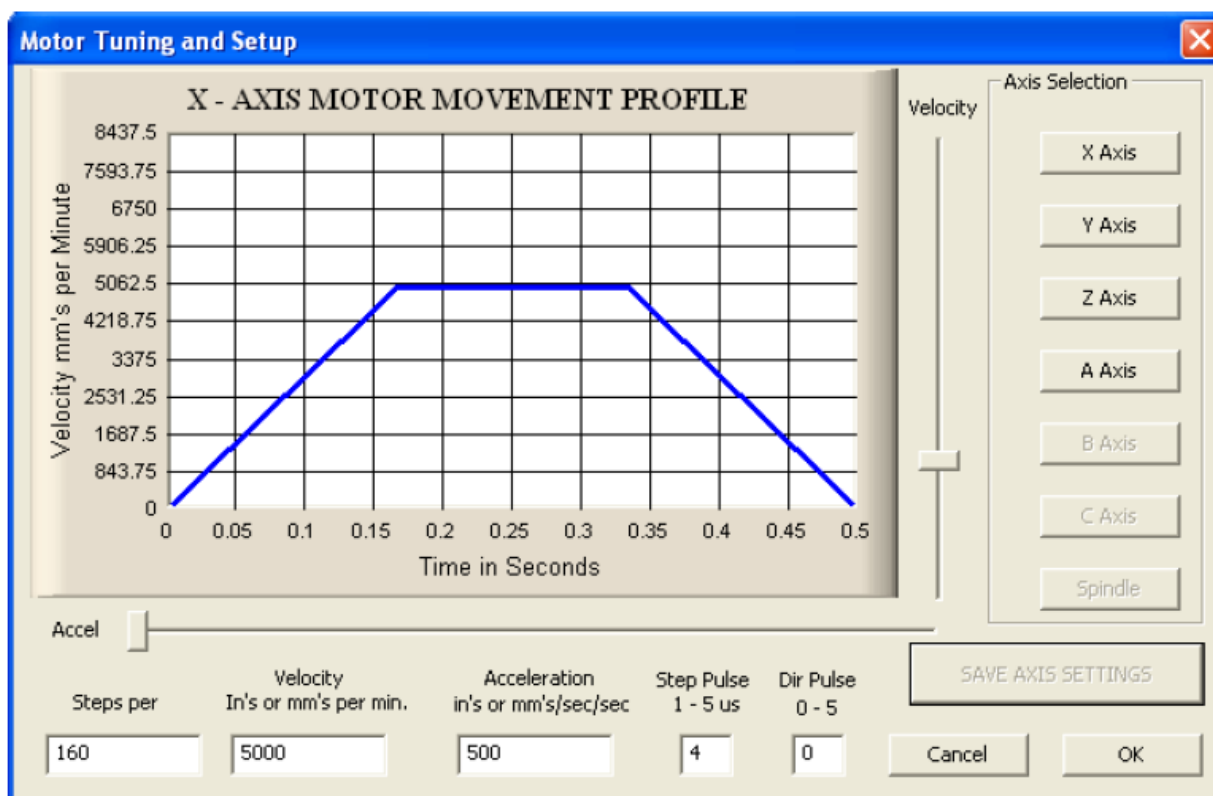 Motor Tuning and Setup
X - AXIS MOTOR MOVEMENT PROFILE
Velocity mm's per Minute
8437.5
7593.75
6750
5906.25
5062.5
4218.75
3375
2531.25
1687.5
843.75
0
0 0.05 0.1 0.15 0.2 0.25 0.3 0.35 0.4 0.45 0.5
Time in Seconds
Velocity
Axis Selection
X Axis
Y Axis
Z Axis
A Axis
B Axis
C Axis
Spindle
Accel
SAVE AXIS SETTINGS
Steps per
160
Velocity
In's or mm's per min.
5000
Acceleration
in's or mm's/sec/sec
500
Step Pulse
1 - 5 us
4
Dir Pulse
0 - 5
0
Cancel
OK